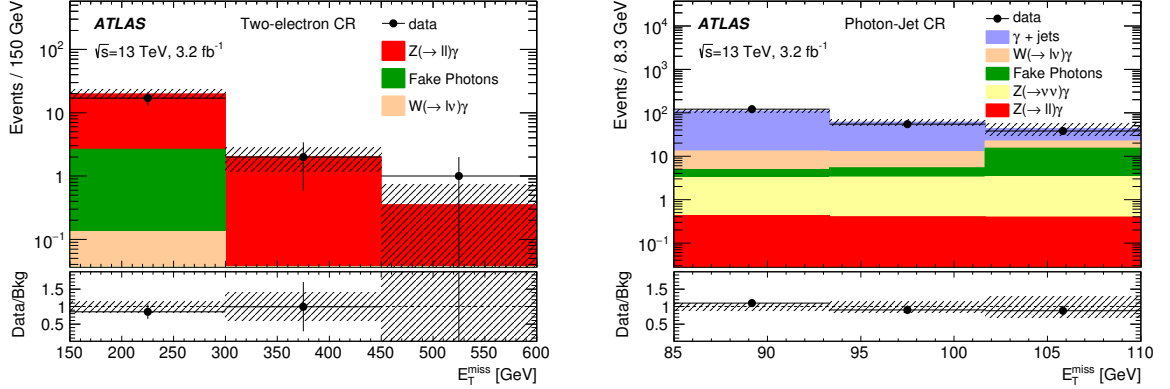 ATLAS Two-electron CR
√s=13 TeV, 3.2 fb⁻¹
data
Z(→ ll)γ
Fake Photons
W(→ lν)γ
Events / 150 GeV
10²
10
1
10⁻¹
Data/Bkg
1.5
1
0.5
150 200 250 300 350 400 450 500 550 600
E_T^miss [GeV]
ATLAS Photon-Jet CR
√s=13 TeV, 3.2 fb⁻¹
data
γ + jets
W(→ lν)γ
Fake Photons
Z(→νν)γ
Z(→ ll)γ
Events / 8.3 GeV
10⁴
10³
10²
10
1
10⁻¹
Data/Bkg
1.5
1
0.5
85 90 95 100 105 110
E_T^miss [GeV]